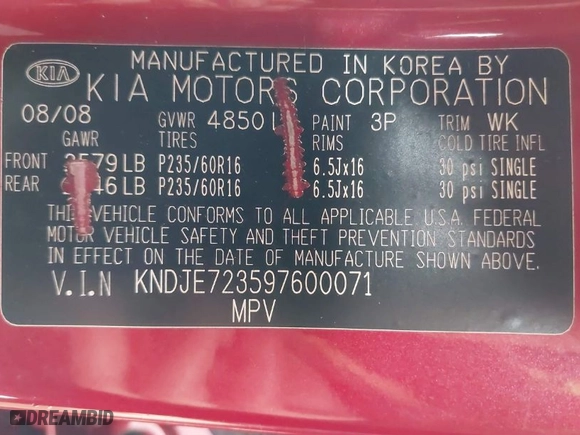 KIA MANUFACTURED IN KOREA BY
KIA MOTORS CORPORATION
08/08 GVWR 4850 PAINT 3P TRIM WK
GAWR TIRES RIMS COLD TIRE INFL
FRONT P235/60R16 6.5Jx16 30 psi SINGLE
REAR P235/60R16 6.5Jx16 30 psi SINGLE
THIS VEHICLE CONFORMS TO ALL APPLICABLE U.S.A. FEDERAL
MOTOR VEHICLE SAFETY AND THEFT PREVENTION STANDARDS
IN EFFECT ON THE DATE OF MANUFACTURE SHOWN ABOVE.
V.I.N KNDJE723597600071
MPV
DREAMBID